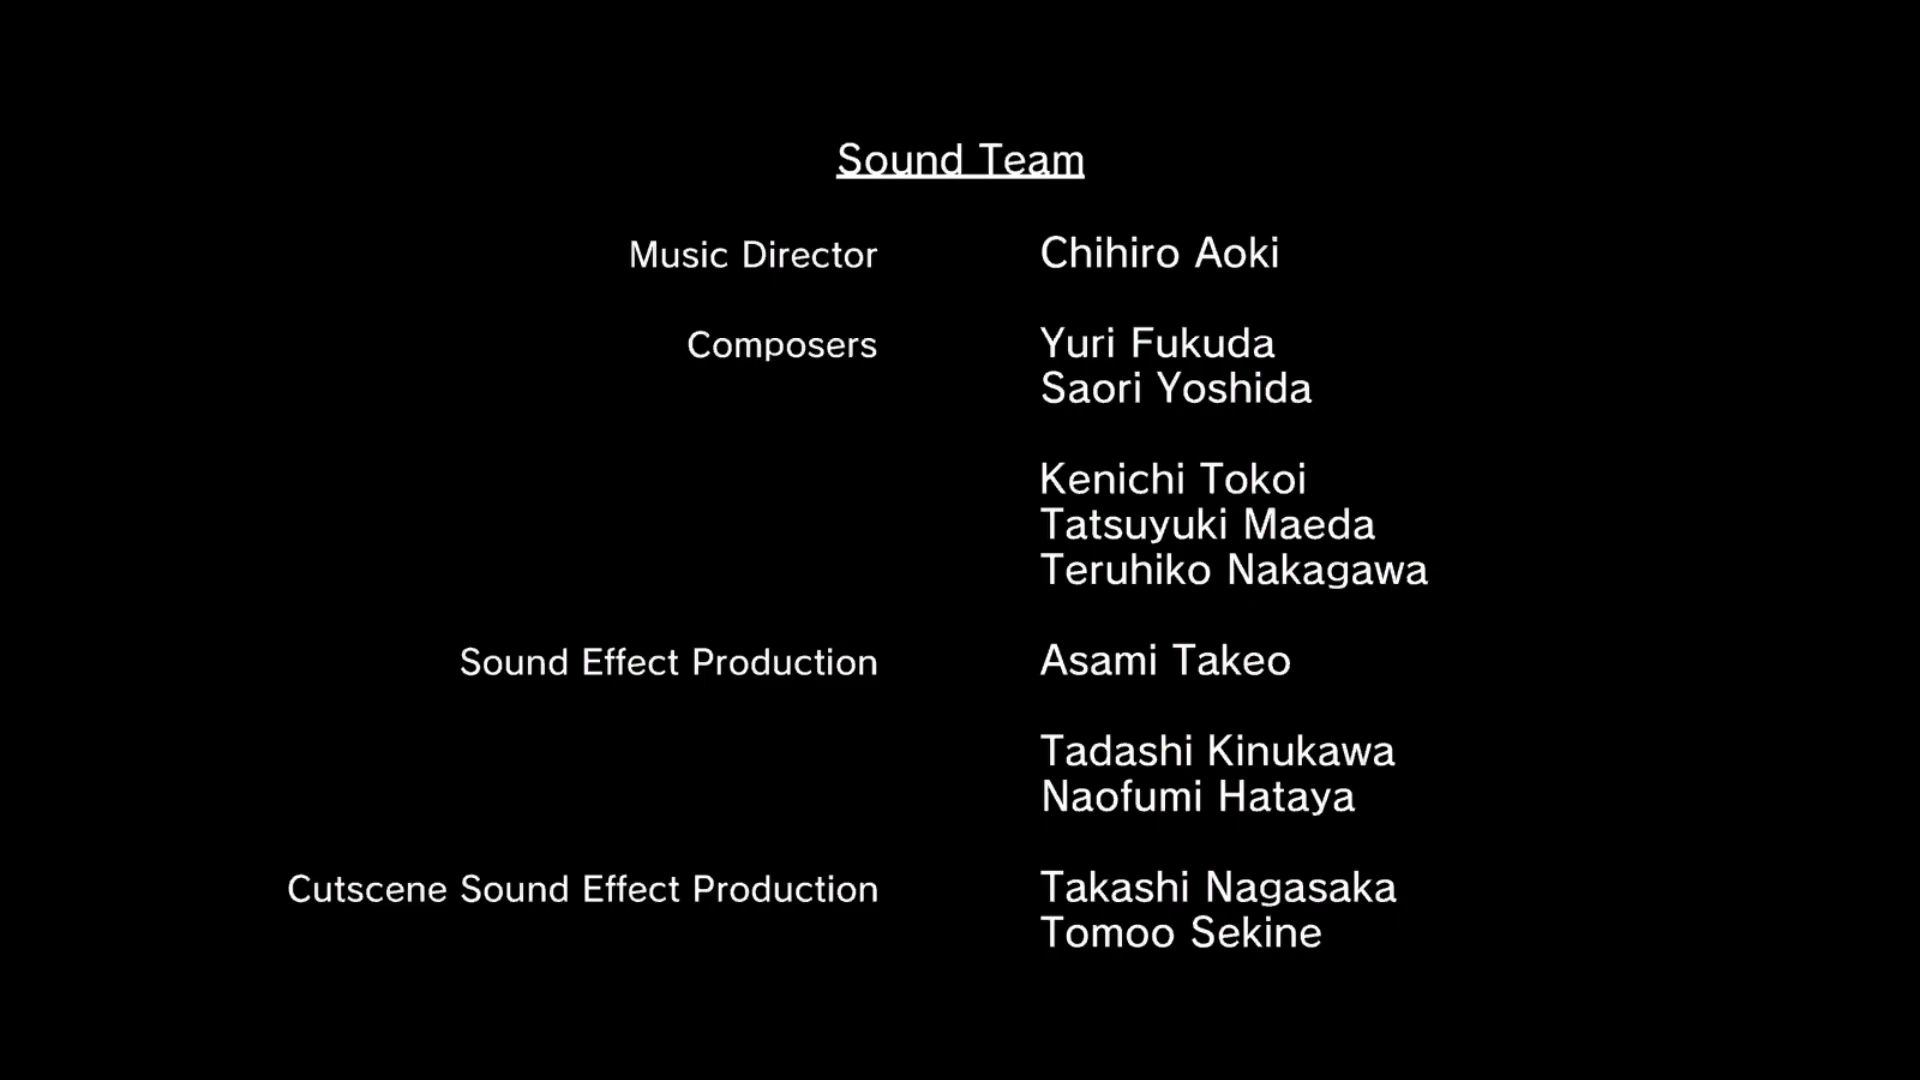 Sound Team
Music Director Chihiro Aoki
Composers Yuri Fukuda
Saori Yoshida
Kenichi Tokoi
Tatsuyuki Maeda
Teruhiko Nakagawa
Sound Effect Production Asami Takeo
Tadashi Kinukawa
Naofumi Hataya
Cutscene Sound Effect Production Takashi Nagasaka
Tomoo Sekine